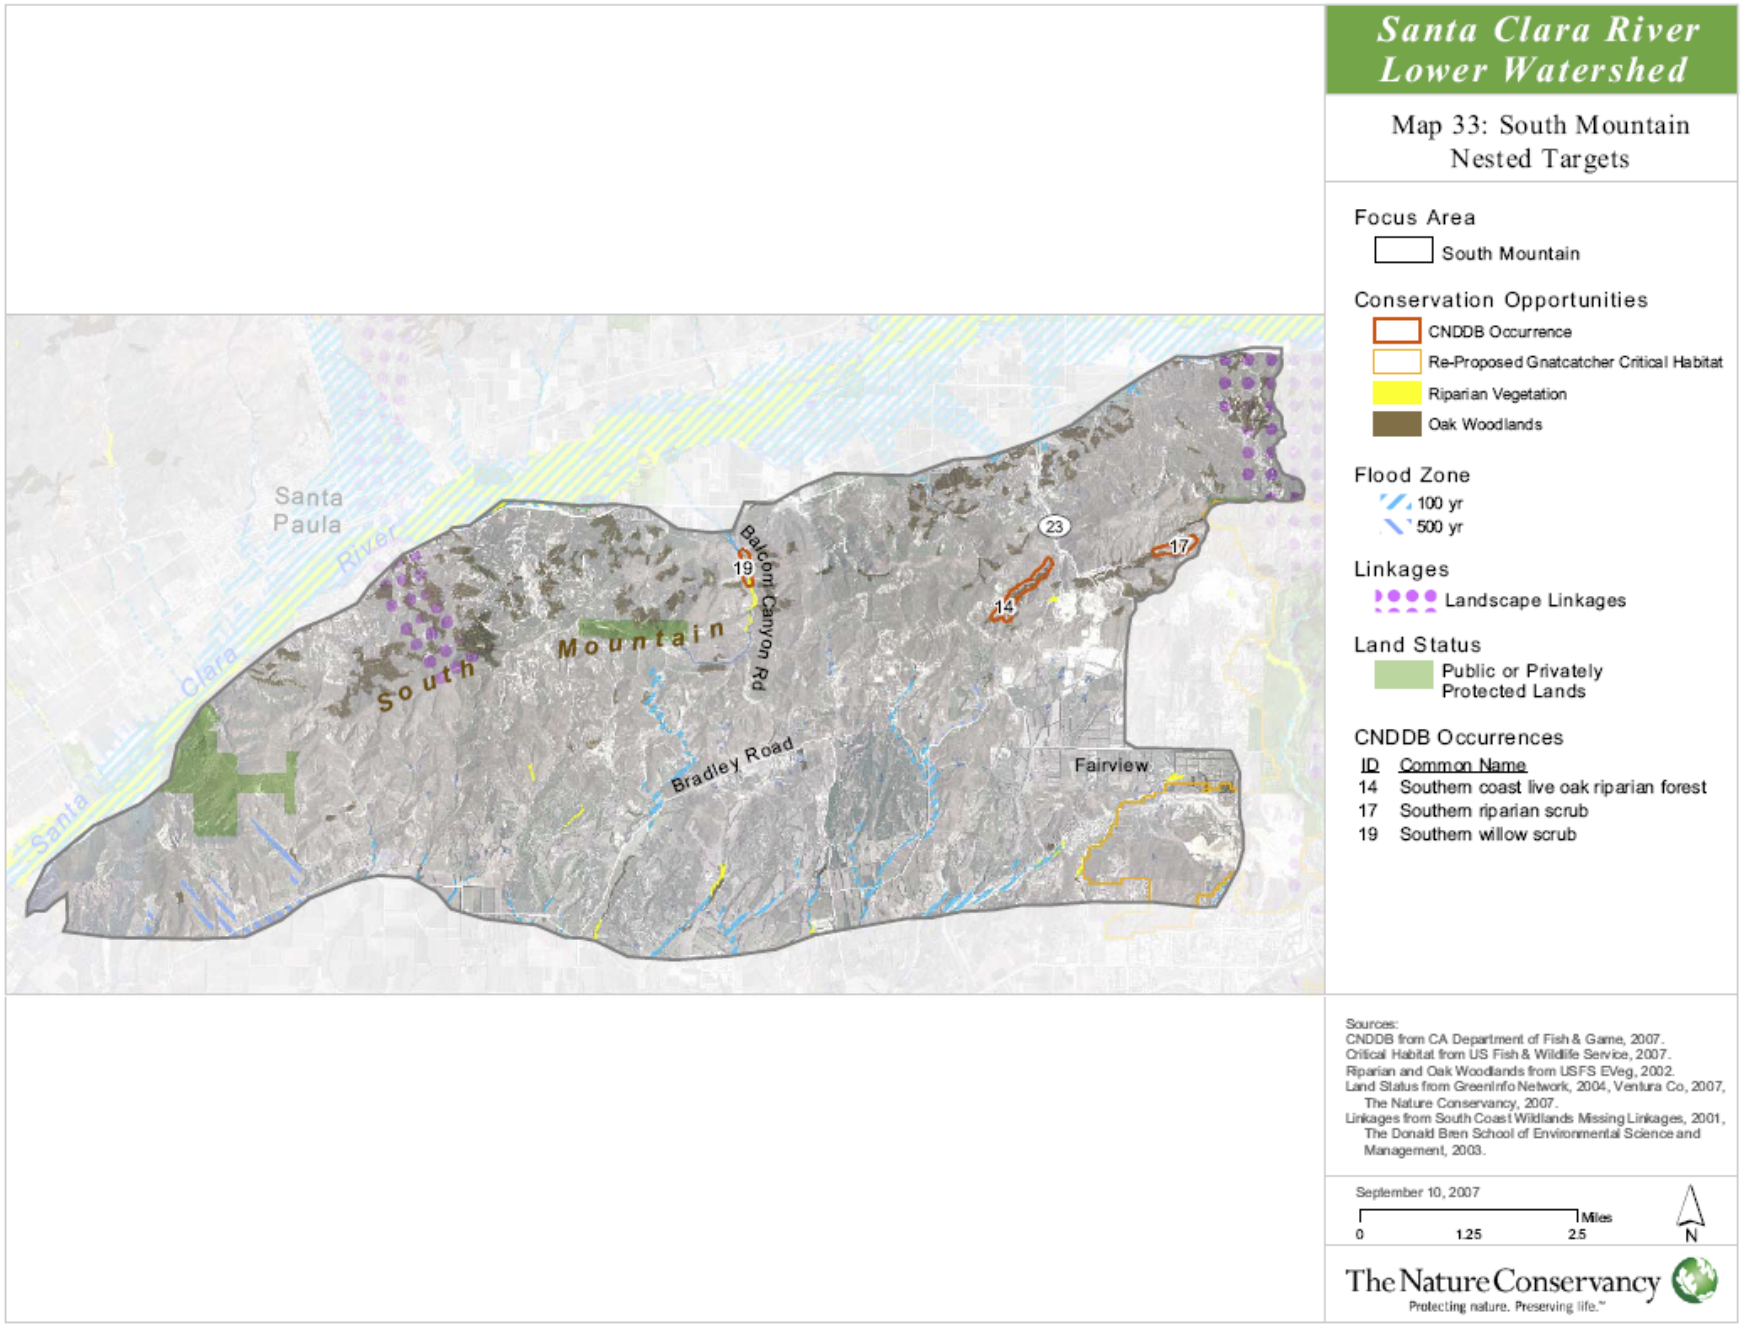 Santa Clara River
Lower Watershed
Map 33: South Mountain
Nested Targets
Focus Area
South Mountain
Conservation Opportunities
CNDDB Occurrence
Re-Proposed Gnatcatcher Critical Habitat
Riparian Vegetation
Oak Woodlands
Flood Zone
100 yr
500 yr
Linkages
Landscape Linkages
Land Status
Public or Privately
Protected Lands
CNDDB Occurrences
ID Common Name
14 Southern coast live oak riparian forest
17 Southern riparian scrub
19 Southern willow scrub
Santa
Paula
Santa Clara River
South Mountain
Balcom Canyon Rd
Bradley Road
Fairview
23
17
19
14
Sources:
CNDDB from CA Department of Fish & Game, 2007.
Critical Habitat from US Fish & Wildlife Service, 2007.
Riparian and Oak Woodlands from USFS EVeg, 2002.
Land Status from GreenInfo Network, 2004, Ventura Co, 2007,
The Nature Conservancy, 2007.
Linkages from South Coast Wildlands Missing Linkages, 2001,
The Donald Bren School of Environmental Science and
Management, 2003.
September 10, 2007
Miles
0 1.25 2.5
N
The Nature Conservancy
Protecting nature. Preserving life.™